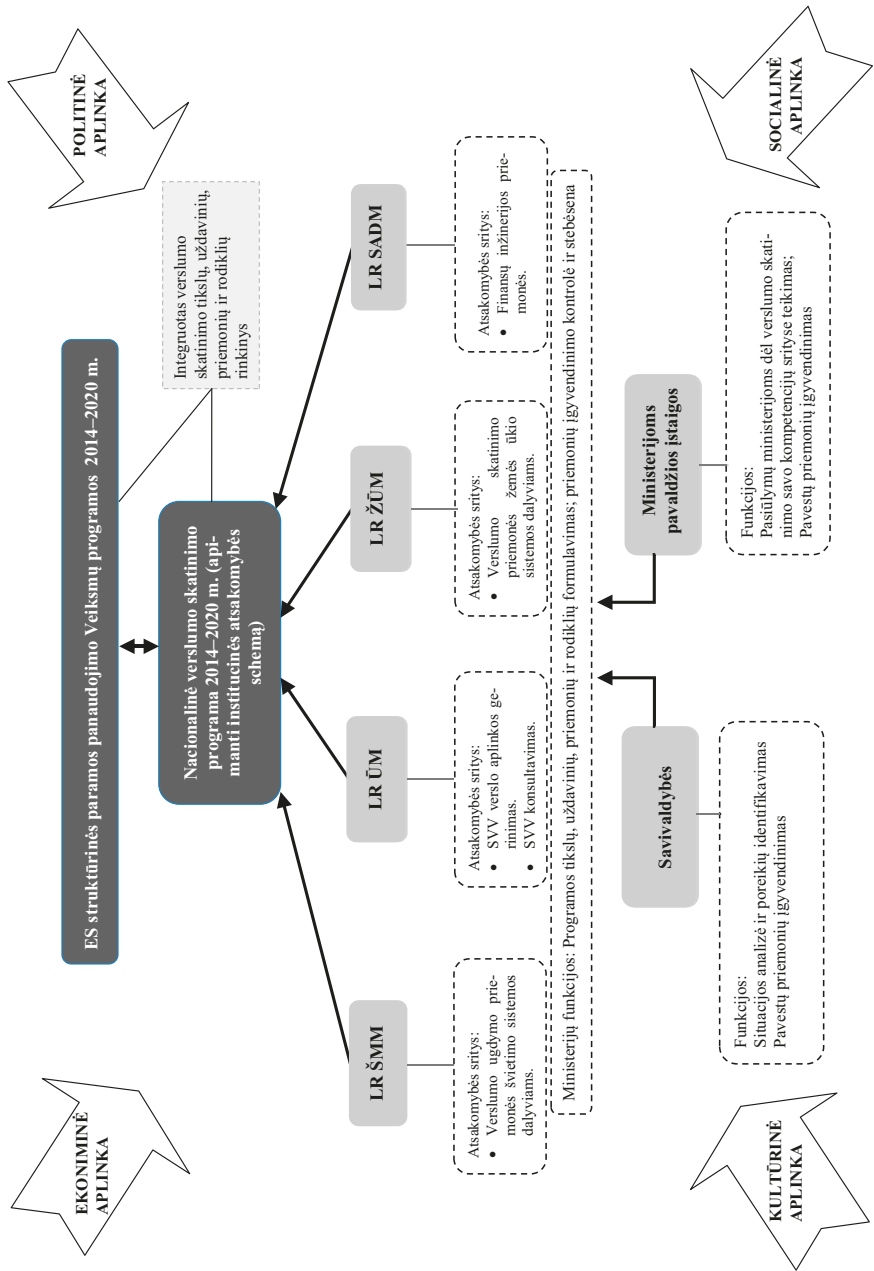 EKONIMINĖ
APLINKA
POLITINĖ
APLINKA
ES struktūrinės paramos panaudojimo Veiksmų programos 2014–2020 m.
Nacionalinė verslumo skatinimo
programa 2014–2020 m. (api-
manti institucinės atsakomybės
schemą)
Integruotas verslumo
skatinimo tikslų, uždavinių,
priemonių ir rodiklių
rinkinys
LR ŠMM
LR ŪM
LR ŽŪM
LR SADM
Atsakomybės sritys:
• Verslumo ugdymo prie-
monės švietimo sistemos
dalyviams.
Atsakomybės sritys:
• SVV verslo aplinkos ge-
rinimas.
• SVV konsultavimas.
Atsakomybės sritys:
• Verslumo skatinimo
priemonės žemės ūkio
sistemos dalyviams.
Atsakomybės sritys:
• Finansų inžinerijos prie-
monės.
Ministerijų funkcijos: Programos tikslų, uždavinių, priemonių ir rodiklių formulavimas; priemonių įgyvendinimo kontrolė ir stebėsena
Savivaldybės
Ministerijoms
pavaldžios įstaigos
Funkcijos:
Situacijos analizė ir poreikių identifikavimas
Pavestų priemonių įgyvendinimas
Funkcijos:
Pasiūlymų ministerijoms dėl verslumo skati-
nimo savo kompetencijų srityse teikimas;
Pavestų priemonių įgyvendinimas
KULTŪRINĖ
APLINKA
SOCIALINĖ
APLINKA